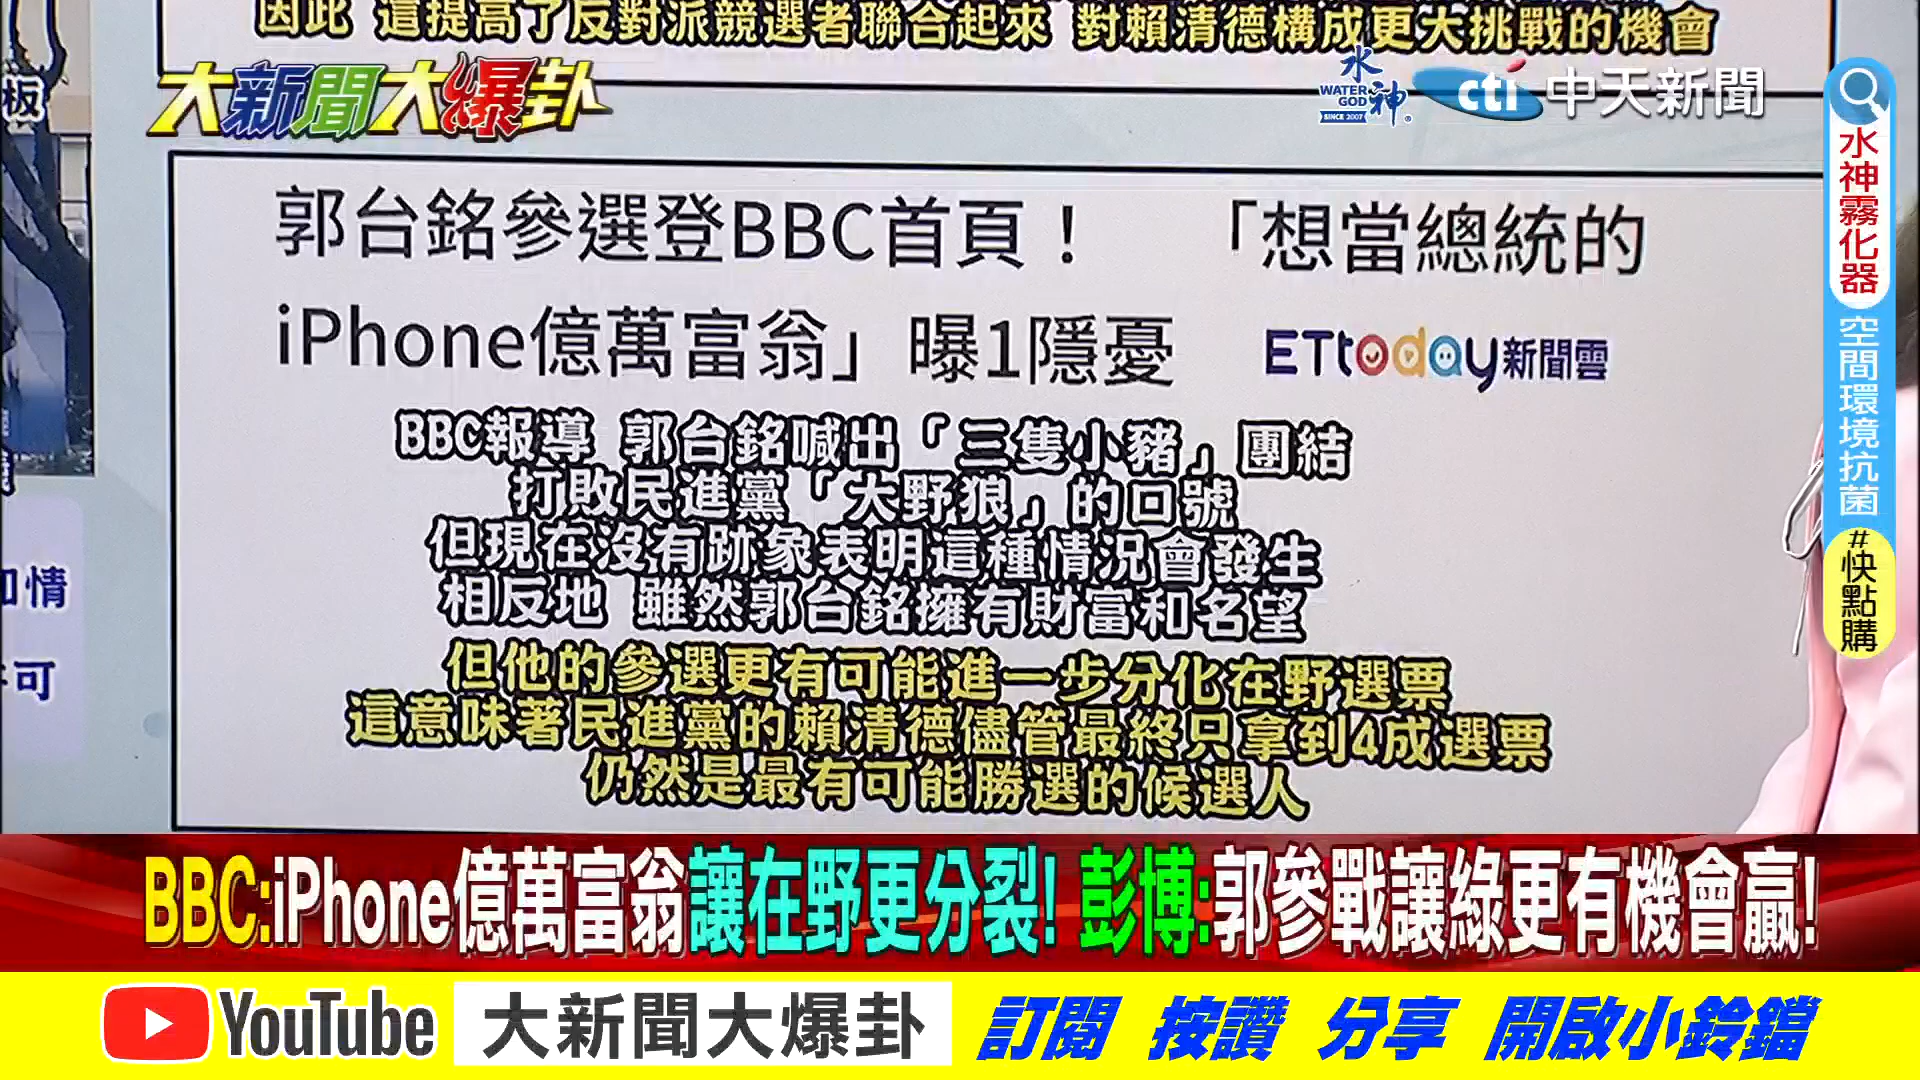 因此 這提高了反對派競選者聯合起來 對賴清德構成更大挑戰的機會
大新聞大爆卦
水神
WATER GOD
SINCE 2007
cti 中天新聞
板
郭台銘參選登BBC首頁！ 「想當總統的
iPhone億萬富翁」曝1隱憂 ETtoday新聞雲
BBC報導 郭台銘喊出「三隻小豬」團結
打敗民進黨「大野狼」的口號
但現在沒有跡象表明這種情況會發生
相反地 雖然郭台銘擁有財富和名望
但他的參選更有可能進一步分化在野選票
這意味著民進黨的賴清德儘管最終只拿到4成選票
仍然是最有可能勝選的候選人
情
可
水神霧化器
空間環境抗菌
#快點購
BBC:iPhone億萬富翁讓在野更分裂! 彭博:郭參戰讓綠更有機會贏!
YouTube 大新聞大爆卦 訂閱 按讚 分享 開啟小鈴鐺